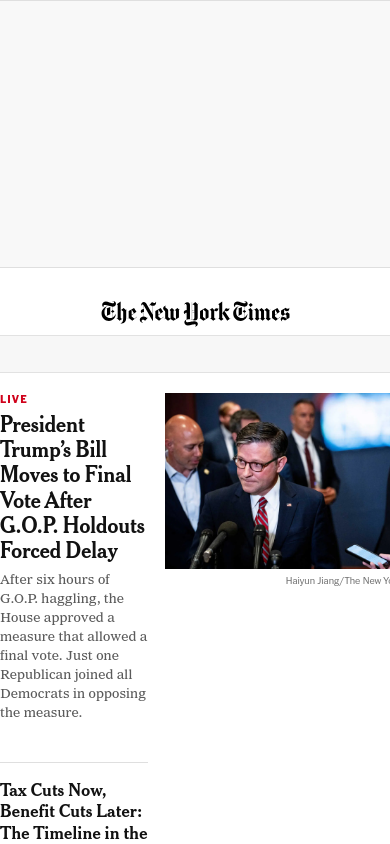 The New York Times
LIVE
President
Trump's Bill
Moves to Final
Vote After
G.O.P. Holdouts
Forced Delay
After six hours of
G.O.P. haggling, the
House approved a
measure that allowed a
final vote. Just one
Republican joined all
Democrats in opposing
the measure.
Haiyun Jiang/The New Yo
Tax Cuts Now,
Benefit Cuts Later:
The Timeline in the